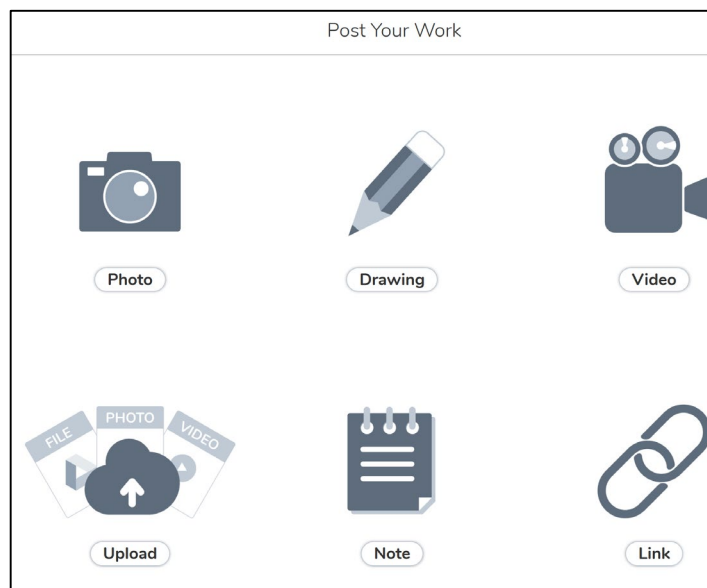 Post Your Work
Photo
Drawing
Video
FILE
PHOTO
VIDEO
Upload
Note
Link